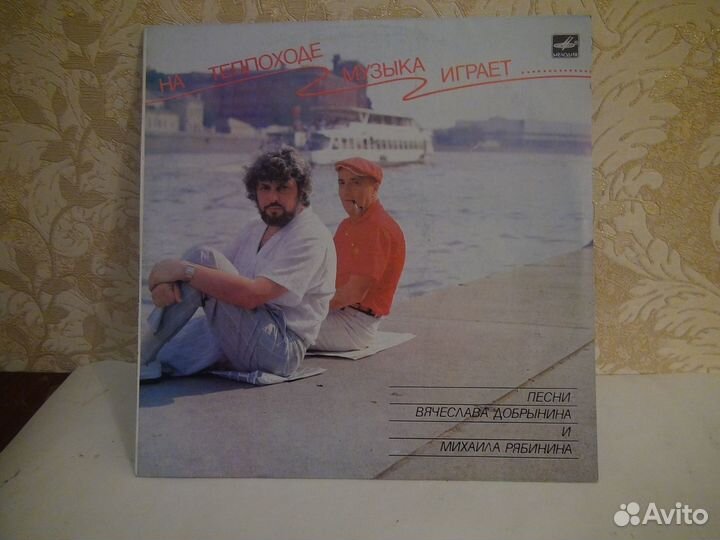 НА ТЕПЛОХОДЕ МУЗЫКА ИГРАЕТ
МЕЛОДИЯ
ПЕСНИ
ВЯЧЕСЛАВА ДОБРЫНИНА
И
МИХАИЛА РЯБИНИНА
Avito